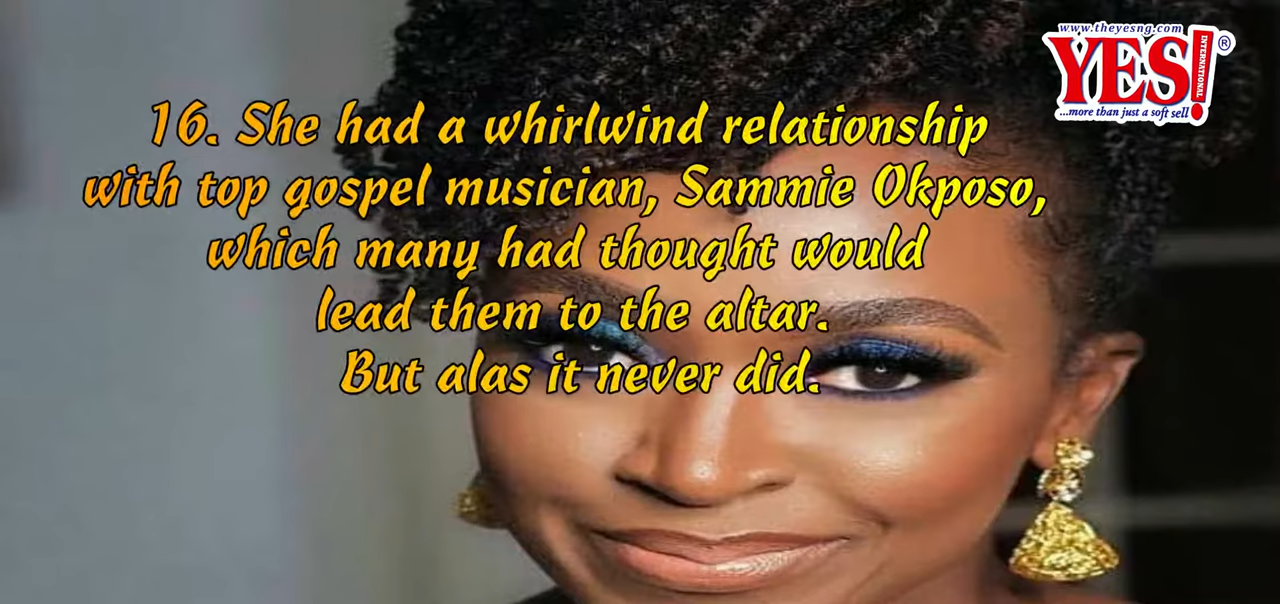 www.theyesng.com
YES!
INTERNATIONAL
®
...more than just a soft sell
16. She had a whirlwind relationship
with top gospel musician, Sammie Okposo,
which many had thought would
lead them to the altar.
But alas it never did.